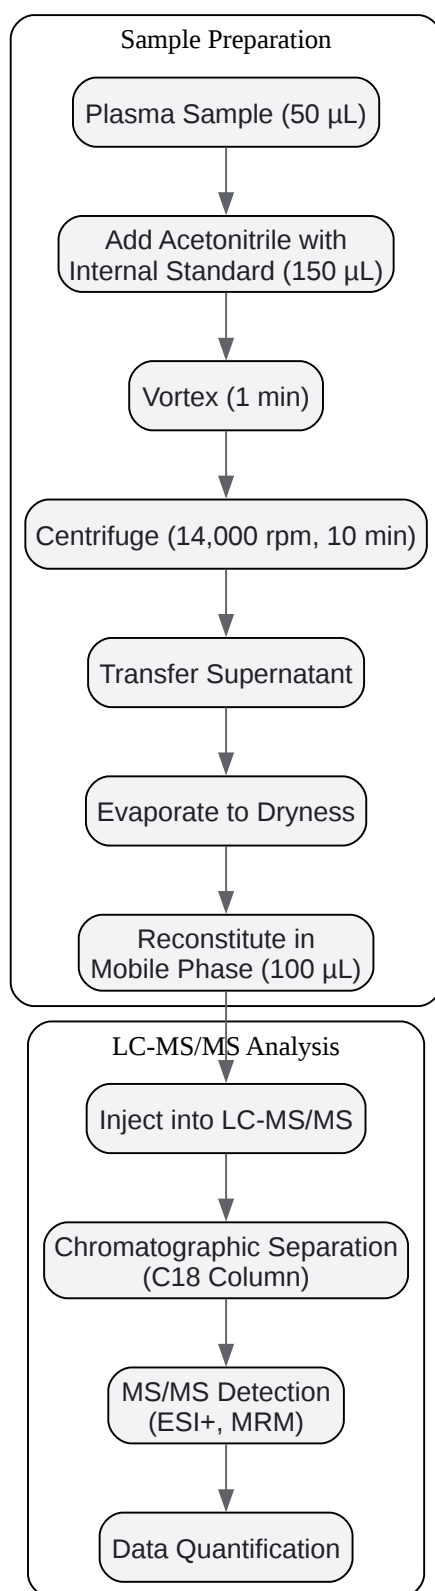 Sample Preparation
Plasma Sample (50 µL)
Add Acetonitrile with
Internal Standard (150 µL)
Vortex (1 min)
Centrifuge (14,000 rpm, 10 min)
Transfer Supernatant
Evaporate to Dryness
Reconstitute in
Mobile Phase (100 µL)
LC-MS/MS Analysis
Inject into LC-MS/MS
Chromatographic Separation
(C18 Column)
MS/MS Detection
(ESI+, MRM)
Data Quantification